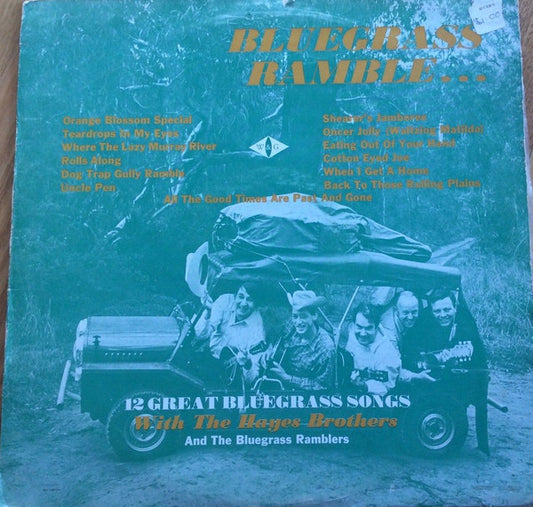 BLUEGRASS
RAMBLE...
Orange Blossom Special
Teardrops In My Eyes
Where The Lazy Murray River
Rolls Along
Dog Trap Gully Ramble
Uncle Pen
W&G
Shearer's Jamboree
Oncer Jolly (Waltzing Matilda)
Eating Out Of Your Hand
Cotton Eyed Joe
When I Get A Home
Back To Those Rolling Plains
All The Good Times Are Past And Gone
12 GREAT BLUEGRASS SONGS
With The Hayes Brothers
And The Bluegrass Ramblers